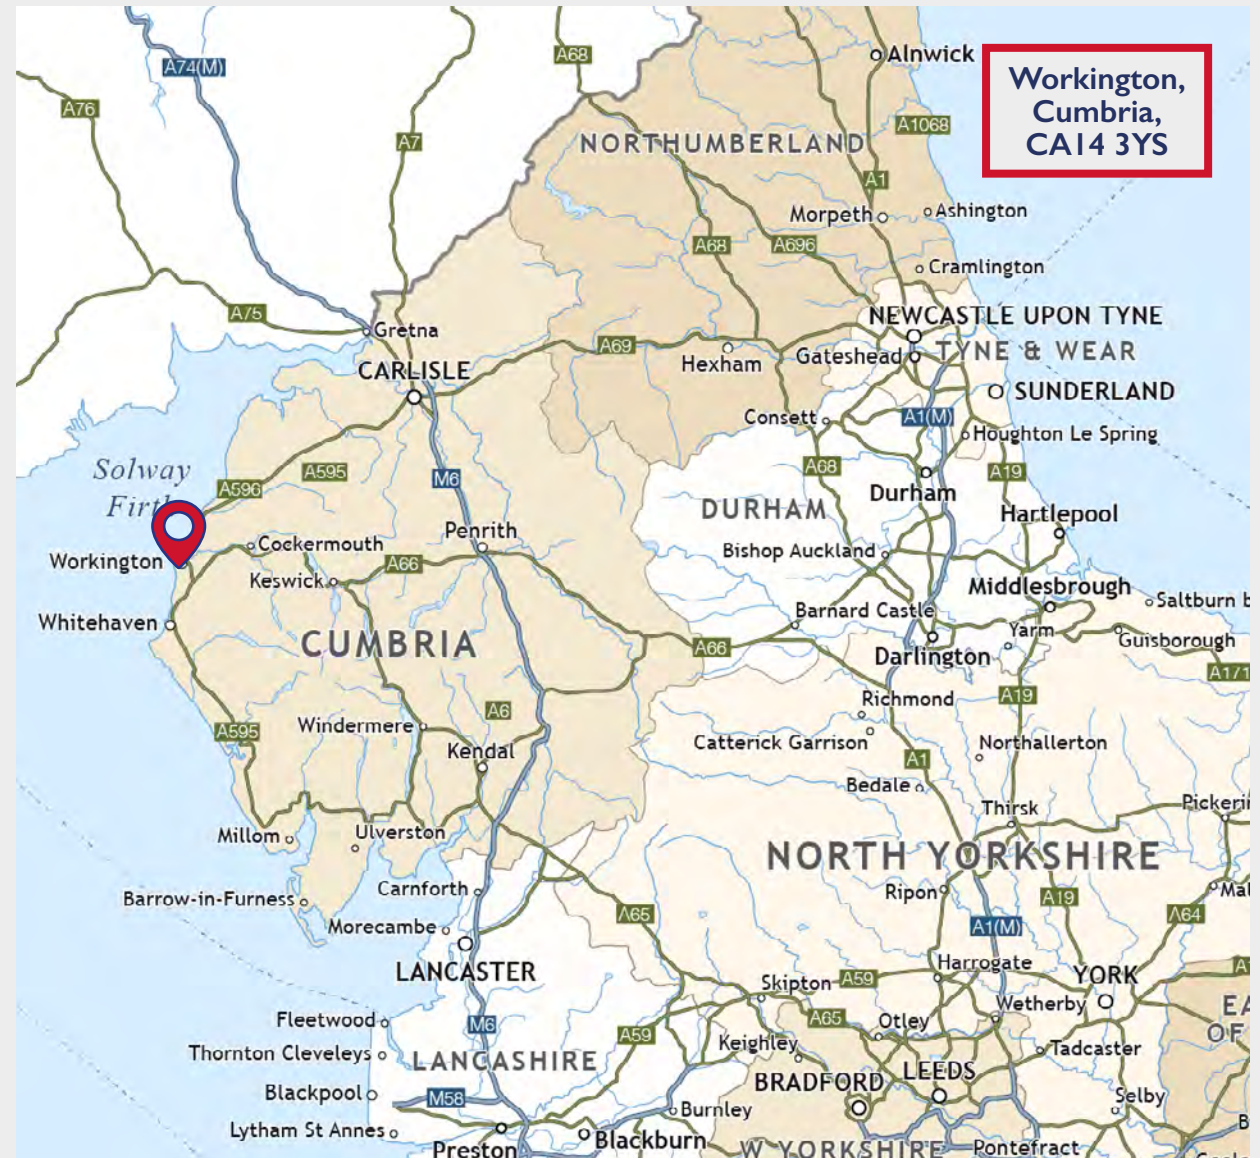 A74(M)
A68
Alnwick
Workington,
Cumbria,
CA14 3YS
A76
A7
A1068
NORTHUMBERLAND
A1
Morpeth
Ashington
A68
A696
Cramlington
A75
Gretna
NEWCASTLE UPON TYNE
A69
Hexham
Gateshead
TYNE & WEAR
CARLISLE
SUNDERLAND
Consett
A1(M)
Houghton Le Spring
Solway
Firth
A595
A596
M6
A68
A19
Durham
DURHAM
Hartlepool
Penrith
Cockermouth
Bishop Auckland
Workington
A66
Keswick
Middlesbrough
Saltburn b
Whitehaven
Barnard Castle
Yarm
Guisborough
CUMBRIA
A66
Darlington
A171
A6
Richmond
A19
Windermere
A595
Catterick Garrison
Northallerton
Kendal
A1
Bedale
Thirsk
Pickeri
Millom
Ulverston
NORTH YORKSHIRE
Carnforth
Ripon
Mal
Barrow-in-Furness
A65
A19
A64
Morecambe
A1(M)
LANCASTER
Harrogate
YORK
Skipton
A59
Wetherby
EA
OF
Fleetwood
M6
A59
A65
Otley
Keighley
Tadcaster
Thornton Cleveleys
LANCASHIRE
BRADFORD
LEEDS
Blackpool
M58
Burnley
Selby
Lytham St Annes
Preston
Blackburn
W YORKSHIRE
Pontefract